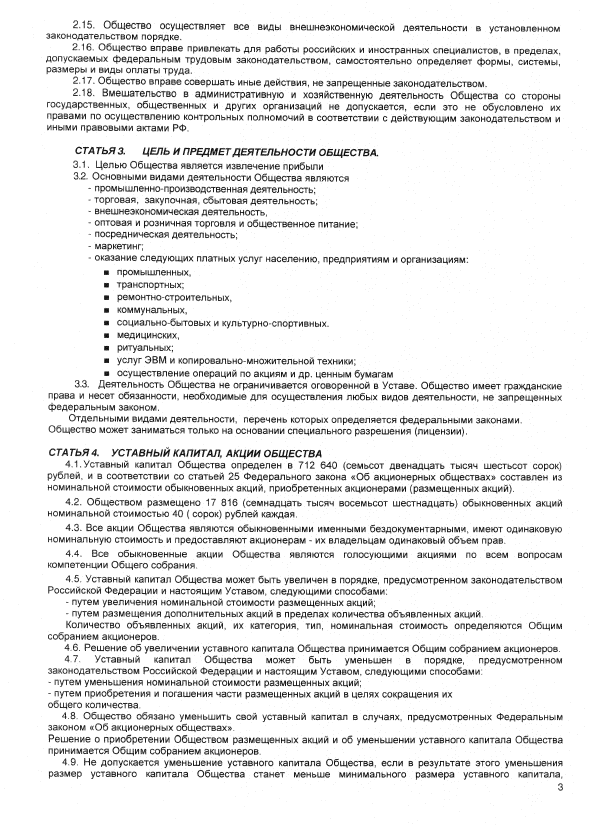 2.15. Общество осуществляет все виды внешнеэкономической деятельности в установленном
законодательством порядке.
2.16. Общество вправе привлекать для работы российских и иностранных специалистов, в пределах,
допускаемых федеральным трудовым законодательством, самостоятельно определяет формы, системы,
размеры и виды оплаты труда.
2.17. Общество вправе совершать иные действия, не запрещенные законодательством.
2.18. Вмешательство в административную и хозяйственную деятельность Общества со стороны
государственных, общественных и других организаций не допускается, если это не обусловлено их
правами по осуществлению контрольных полномочий в соответствии с действующим законодательством и
иными правовыми актами РФ.
СТАТЬЯ 3. ЦЕЛЬ И ПРЕДМЕТ ДЕЯТЕЛЬНОСТИ ОБЩЕСТВА.
3.1. Целью Общества является извлечение прибыли
3.2. Основными видами деятельности Общества являются
- промышленно-производственная деятельность;
- торговая, закупочная, сбытовая деятельность;
- внешнеэкономическая деятельность,
- оптовая и розничная торговля и общественное питание;
- посредническая деятельность;
- маркетинг;
- оказание следующих платных услуг населению, предприятиям и организациям:
■ промышленных,
■ транспортных;
■ ремонтно-строительных,
■ коммунальных,
■ социально-бытовых и культурно-спортивных.
■ медицинских,
■ ритуальных;
■ услуг ЭВМ и копировально-множительной техники;
■ осуществление операций по акциям и др. ценным бумагам
3.3. Деятельность Общества не ограничивается оговоренной в Уставе. Общество имеет гражданские
права и несет обязанности, необходимые для осуществления любых видов деятельности, не запрещенных
федеральным законом.
Отдельными видами деятельности, перечень которых определяется федеральными законами.
Общество может заниматься только на основании специального разрешения (лицензии).
СТАТЬЯ 4. УСТАВНЫЙ КАПИТАЛ, АКЦИИ ОБЩЕСТВА
4.1. Уставный капитал Общества определен в 712 640 (семьсот двенадцать тысяч шестьсот сорок)
рублей, и в соответствии со статьей 25 Федерального закона «Об акционерных обществах» составлен из
номинальной стоимости обыкновенных акций, приобретенных акционерами (размещенных акций).
4.2. Обществом размещено 17 816 (семнадцать тысяч восемьсот шестнадцать) обыкновенных акций
номинальной стоимостью 40 ( сорок) рублей каждая.
4.3. Все акции Общества являются обыкновенными именными бездокументарными, имеют одинаковую
номинальную стоимость и предоставляют акционерам - их владельцам одинаковый объем прав.
4.4. Все обыкновенные акции Общества являются голосующими акциями по всем вопросам
компетенции Общего собрания.
4.5. Уставный капитал Общества может быть увеличен в порядке, предусмотренном законодательством
Российской Федерации и настоящим Уставом, следующими способами:
- путем увеличения номинальной стоимости размещенных акций;
- путем размещения дополнительных акций в пределах количества объявленных акций.
Количество объявленных акций, их категория, тип, номинальная стоимость определяются Общим
собранием акционеров.
4.6. Решение об увеличении уставного капитала Общества принимается Общим собранием акционеров.
4.7. Уставный капитал Общества может быть уменьшен в порядке, предусмотренном
законодательством Российской Федерации и настоящим Уставом, следующими способами:
- путем уменьшения номинальной стоимости размещенных акций;
- путем приобретения и погашения части размещенных акций в целях сокращения их
общего количества.
4.8. Общество обязано уменьшить свой уставный капитал в случаях, предусмотренных Федеральным
законом «Об акционерных обществах».
Решение о приобретении Обществом размещенных акций и об уменьшении уставного капитала Общества
принимается Общим собранием акционеров.
4.9. Не допускается уменьшение уставного капитала Общества, если в результате этого уменьшения
размер уставного капитала Общества станет меньше минимального размера уставного капитала,
3